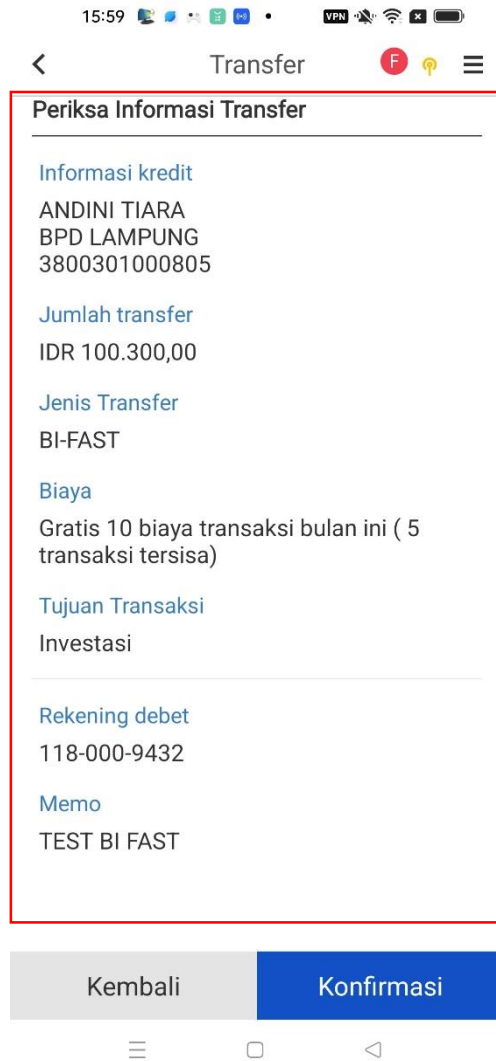 15:59
VPN
Transfer
F
Periksa Informasi Transfer
Informasi kredit
ANDINI TIARA
BPD LAMPUNG
3800301000805
Jumlah transfer
IDR 100.300,00
Jenis Transfer
BI-FAST
Biaya
Gratis 10 biaya transaksi bulan ini ( 5
transaksi tersisa)
Tujuan Transaksi
Investasi
Rekening debet
118-000-9432
Memo
TEST BI FAST
Kembali
Konfirmasi